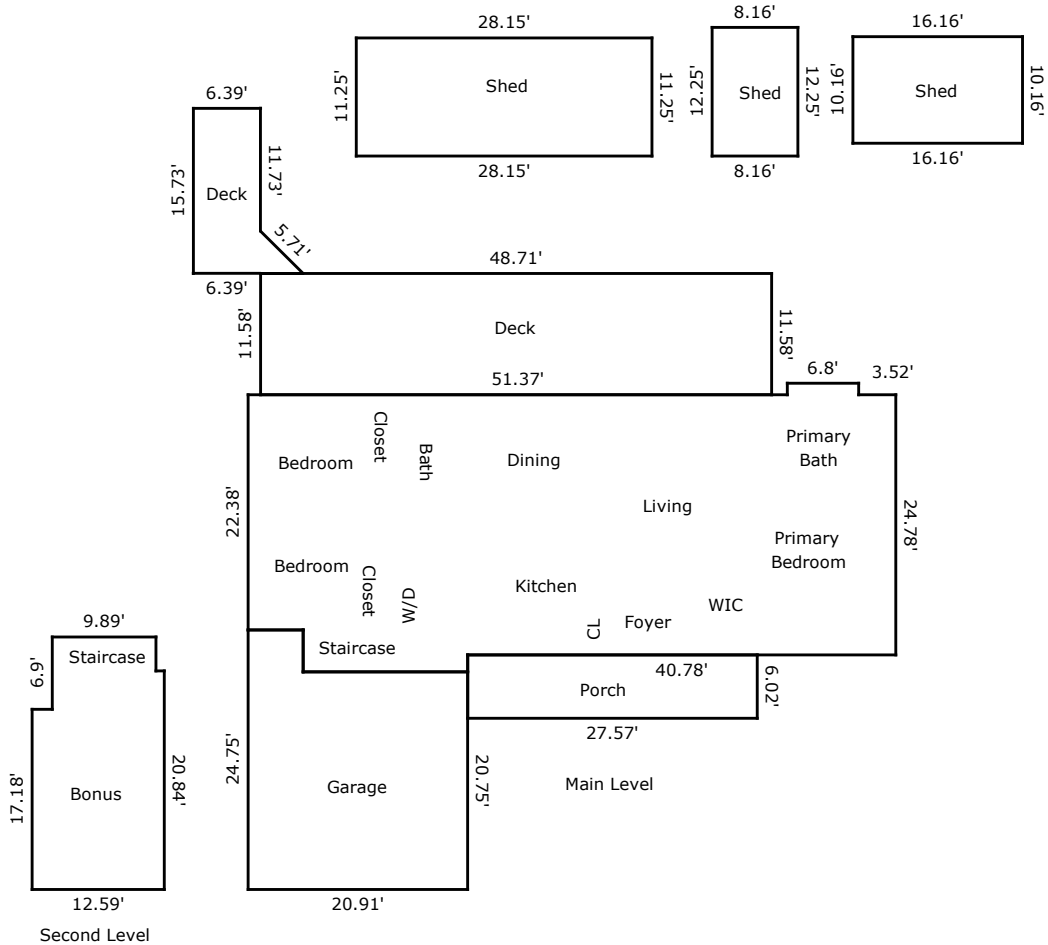 28.15'
11.25'
Shed
11.25'
28.15'
8.16'
12.25'
Shed
12.25'
8.16'
16.16'
10.16'
Shed
10.16'
16.16'
6.39'
15.73'
Deck
11.73'
5.71'
6.39'
48.71'
11.58'
Deck
11.58'
51.37'
6.8'
3.52'
22.38'
Bedroom
Closet
Bath
Dining
Living
Primary
Bath
24.78'
Bedroom
Closet
W/D
Kitchen
CL
Foyer
WIC
Primary
Bedroom
Staircase
40.78'
Porch
6.02'
27.57'
24.75'
Garage
20.75'
20.91'
Main Level
9.89'
6.9'
Staircase
17.18'
Bonus
20.84'
12.59'
Second Level